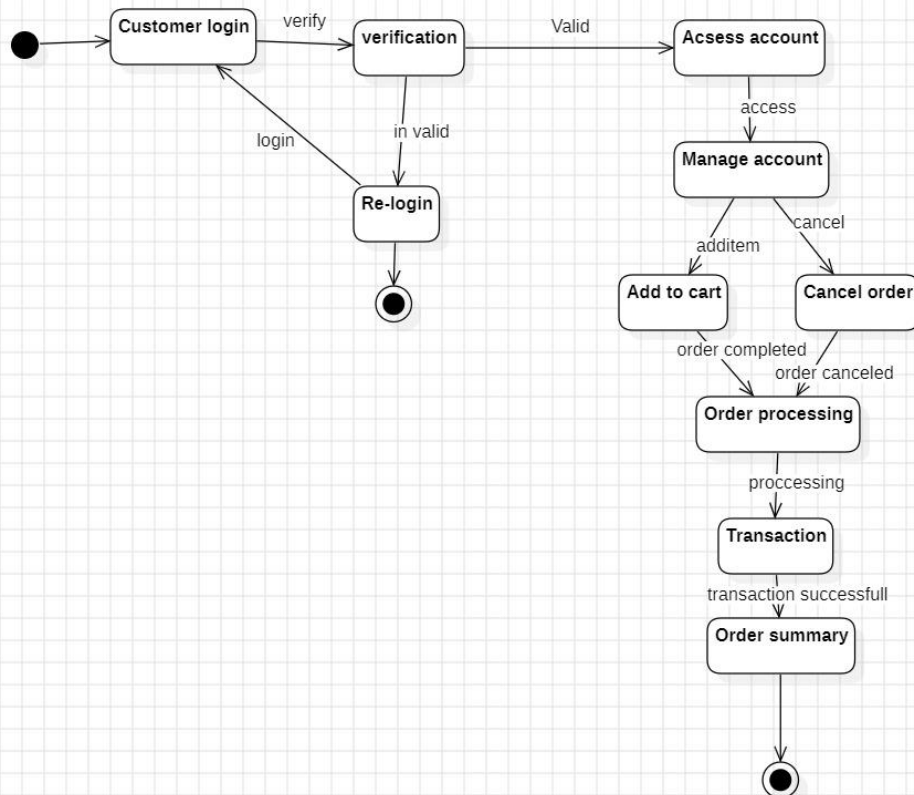 Customer login
verify
verification
Valid
Acsess account
access
in valid
login
Manage account
Re-login
cancel
additem
Add to cart
Cancel order
order completed
order canceled
Order processing
proccessing
Transaction
transaction successfull
Order summary